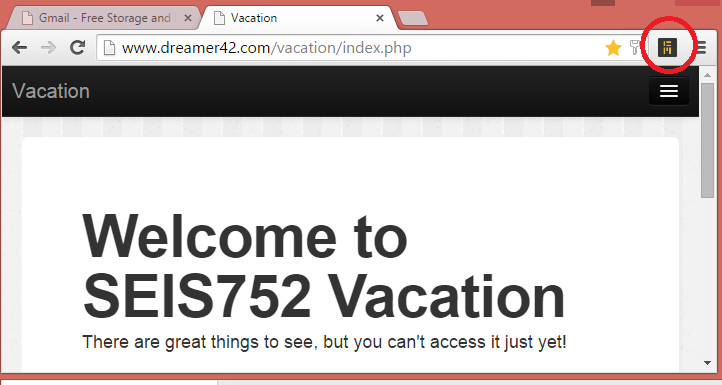 Gmail - Free Storage and
Vacation
www.dreamer42.com/vacation/index.php
Vacation
Welcome to
SEIS752 Vacation
There are great things to see, but you can't access it just yet!